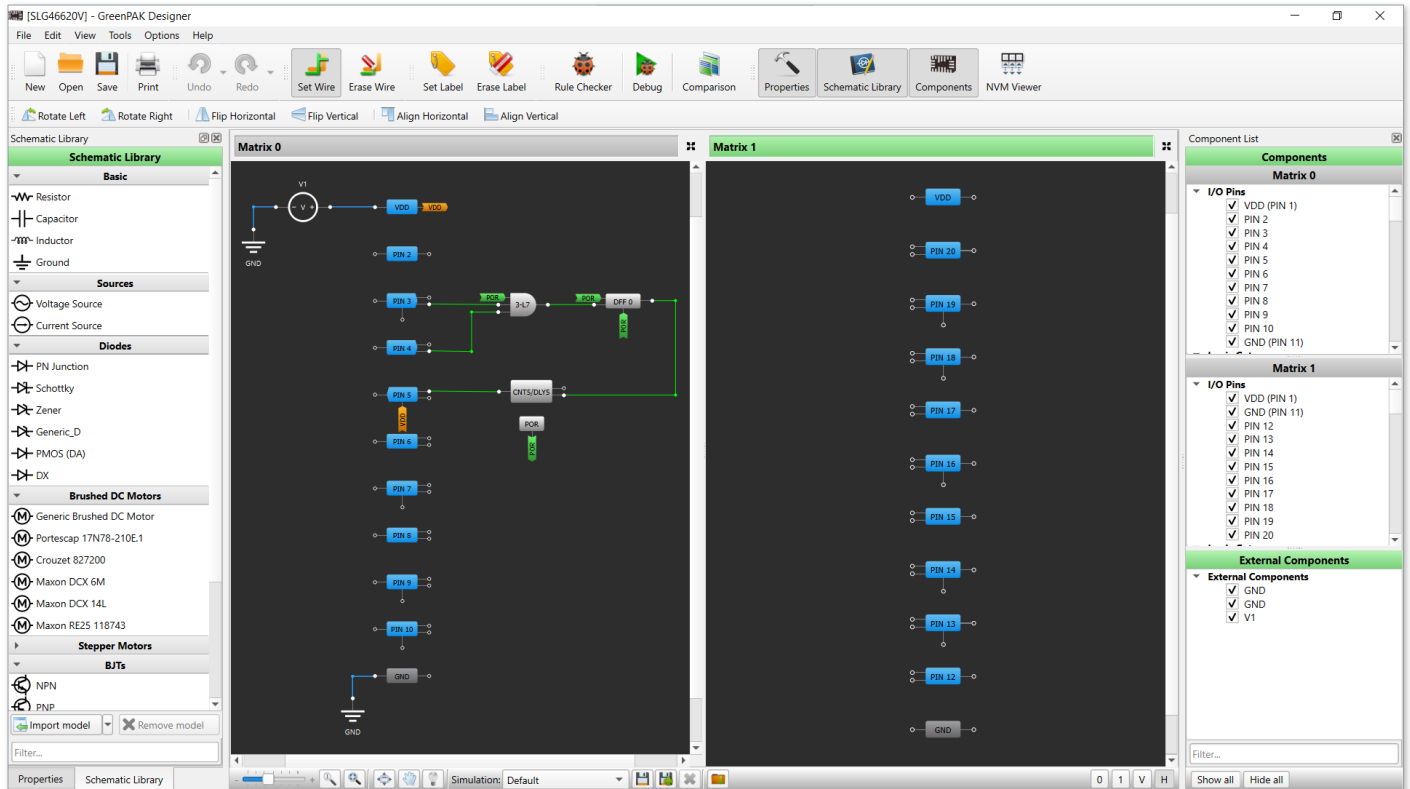 [SLG46620V] - GreenPAK Designer
File Edit View Tools Options Help
New Open Save Print Undo Redo Set Wire Erase Wire Set Label Erase Label Rule Checker Debug Comparison Properties Schematic Library Components NVM Viewer
Rotate Left Rotate Right Flip Horizontal Flip Vertical Align Horizontal Align Vertical
Schematic Library
Schematic Library
Basic
Resistor
Capacitor
Inductor
Ground
Sources
Voltage Source
Current Source
Diodes
PN Junction
Schottky
Zener
Generic_D
PMOS (DA)
DX
Brushed DC Motors
Generic Brushed DC Motor
Portescap 17N78-210E.1
Crouzet 827200
Maxon DCX 6M
Maxon DCX 14L
Maxon RE25 118743
Stepper Motors
BJTs
NPN
PNP
Import model Remove model
Filter...
Properties Schematic Library
Matrix 0
V1
- V +
VDD VDD
GND
PIN 2
PIN 3 POR 3-L7 POR DFF 0
POR
PIN 4
PIN 5 CNT5/DLY5
VDD
POR
PIN 6
POR
PIN 7
PIN 8
PIN 9
PIN 10
GND
GND
Matrix 1
VDD
PIN 20
PIN 19
PIN 18
PIN 17
PIN 16
PIN 15
PIN 14
PIN 13
PIN 12
GND
- + Simulation: Default
0 1 V H
Component List
Components
Matrix 0
I/O Pins
VDD (PIN 1)
PIN 2
PIN 3
PIN 4
PIN 5
PIN 6
PIN 7
PIN 8
PIN 9
PIN 10
GND (PIN 11)
Matrix 1
I/O Pins
VDD (PIN 1)
GND (PIN 11)
PIN 12
PIN 13
PIN 14
PIN 15
PIN 16
PIN 17
PIN 18
PIN 19
PIN 20
External Components
External Components
GND
GND
V1
Filter...
Show all Hide all